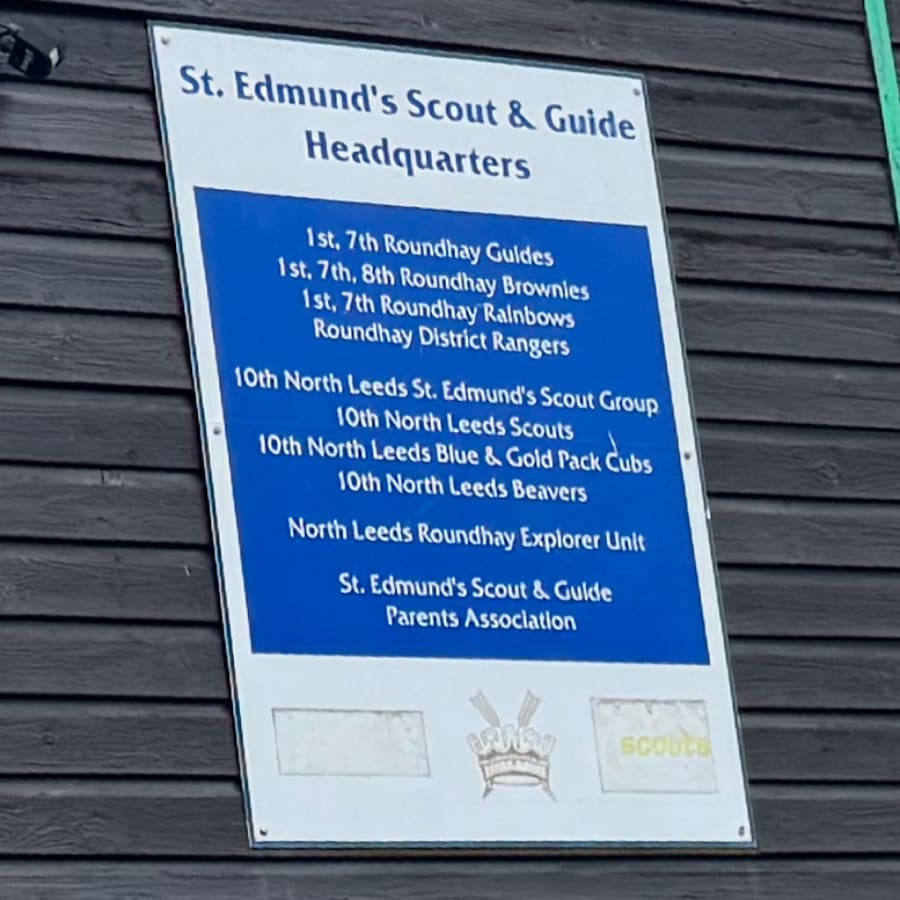 St. Edmund's Scout & Guide
Headquarters
1st, 7th Roundhay Guides
1st, 7th, 8th Roundhay Brownies
1st, 7th Roundhay Rainbows
Roundhay District Rangers
10th North Leeds St. Edmund's Scout Group
10th North Leeds Scouts
10th North Leeds Blue & Gold Pack Cubs
10th North Leeds Beavers
North Leeds Roundhay Explorer Unit
St. Edmund's Scout & Guide
Parents Association
scouts